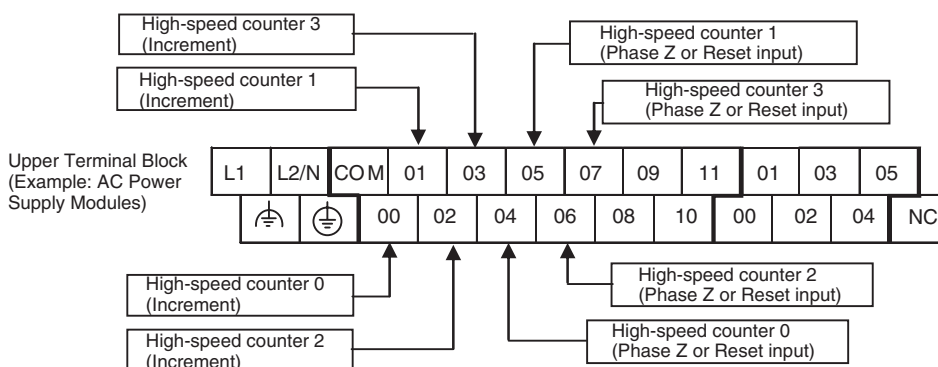 High-speed counter 3
(Increment)
High-speed counter 1
(Phase Z or Reset input)
High-speed counter 1
(Increment)
High-speed counter 3
(Phase Z or Reset input)
Upper Terminal Block
(Example: AC Power
Supply Modules)
L1 L2/N COM 01 03 05 07 09 11 01 03 05
00 02 04 06 08 10 00 02 04 NC
High-speed counter 0
(Increment)
High-speed counter 2
(Phase Z or Reset input)
High-speed counter 2
(Increment)
High-speed counter 0
(Phase Z or Reset input)